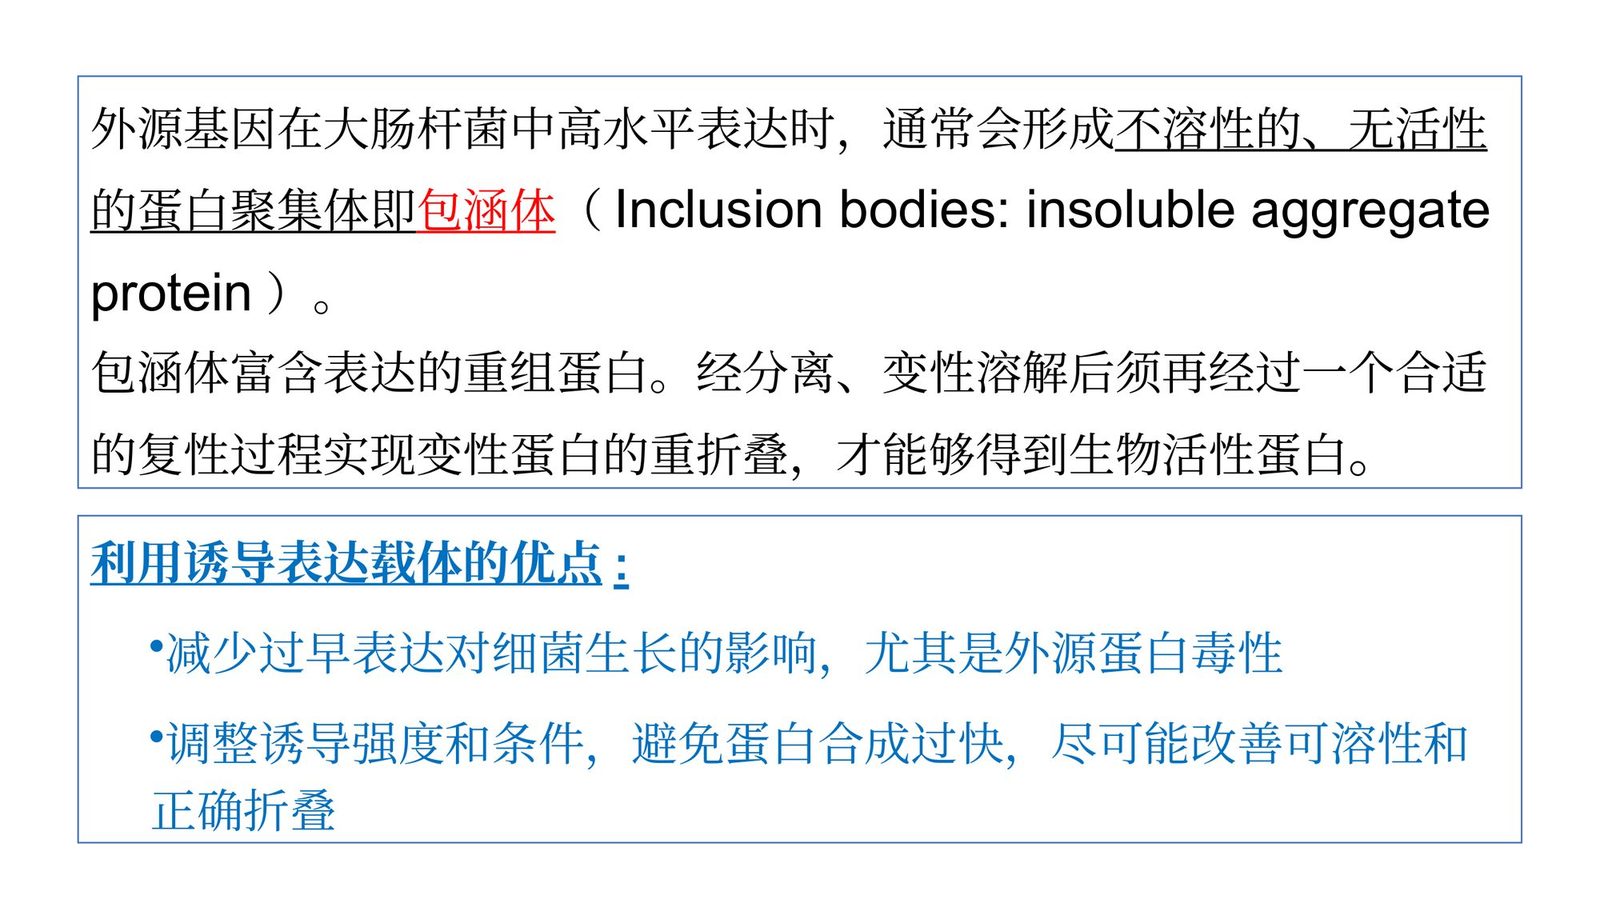 外源基因在大肠杆菌中高水平表达时，通常会形成不溶性的、无活性
的蛋白聚集体即包涵体（Inclusion bodies: insoluble aggregate
protein）。
包涵体富含表达的重组蛋白。经分离、变性溶解后须再经过一个合适
的复性过程实现变性蛋白的重折叠，才能够得到生物活性蛋白。
利用诱导表达载体的优点:
•减少过早表达对细菌生长的影响，尤其是外源蛋白毒性
•调整诱导强度和条件，避免蛋白合成过快，尽可能改善可溶性和
正确折叠